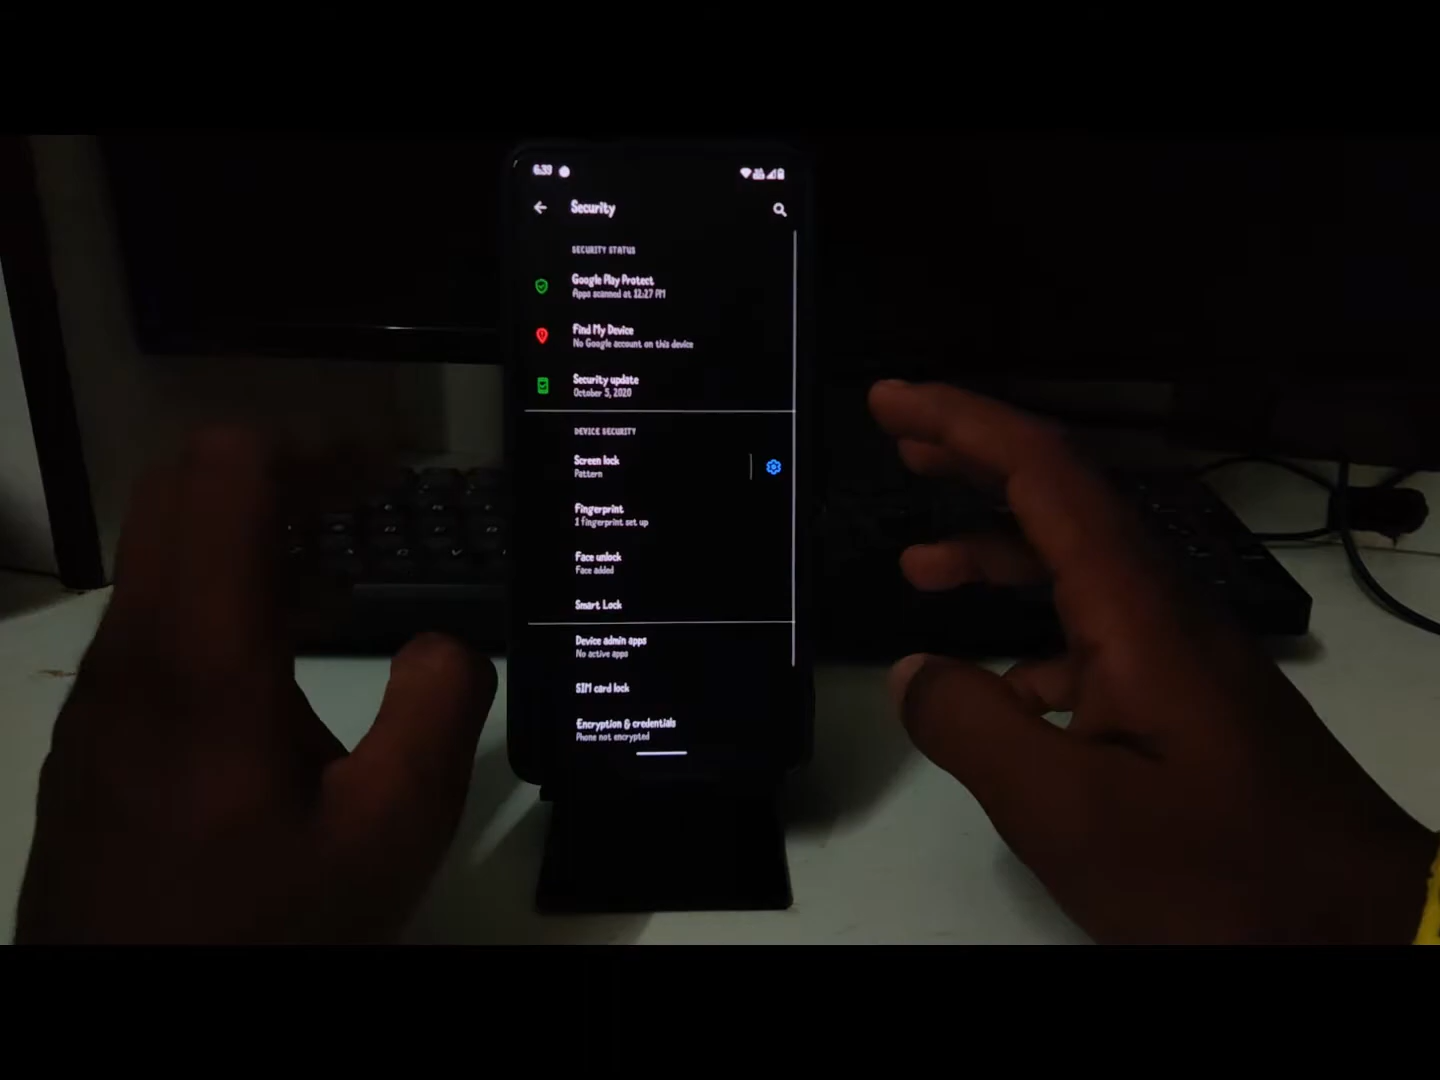 6:39
Security
SECURITY STATUS
Google Play Protect
Apps scanned at 12:27 PM
Find My Device
No Google account on this device
Security update
October 5, 2020
DEVICE SECURITY
Screen lock
Pattern
Fingerprint
1 fingerprint set up
Face unlock
Face added
Smart Lock
Device admin apps
No active apps
SIM card lock
Encryption & credentials
Phone not encrypted